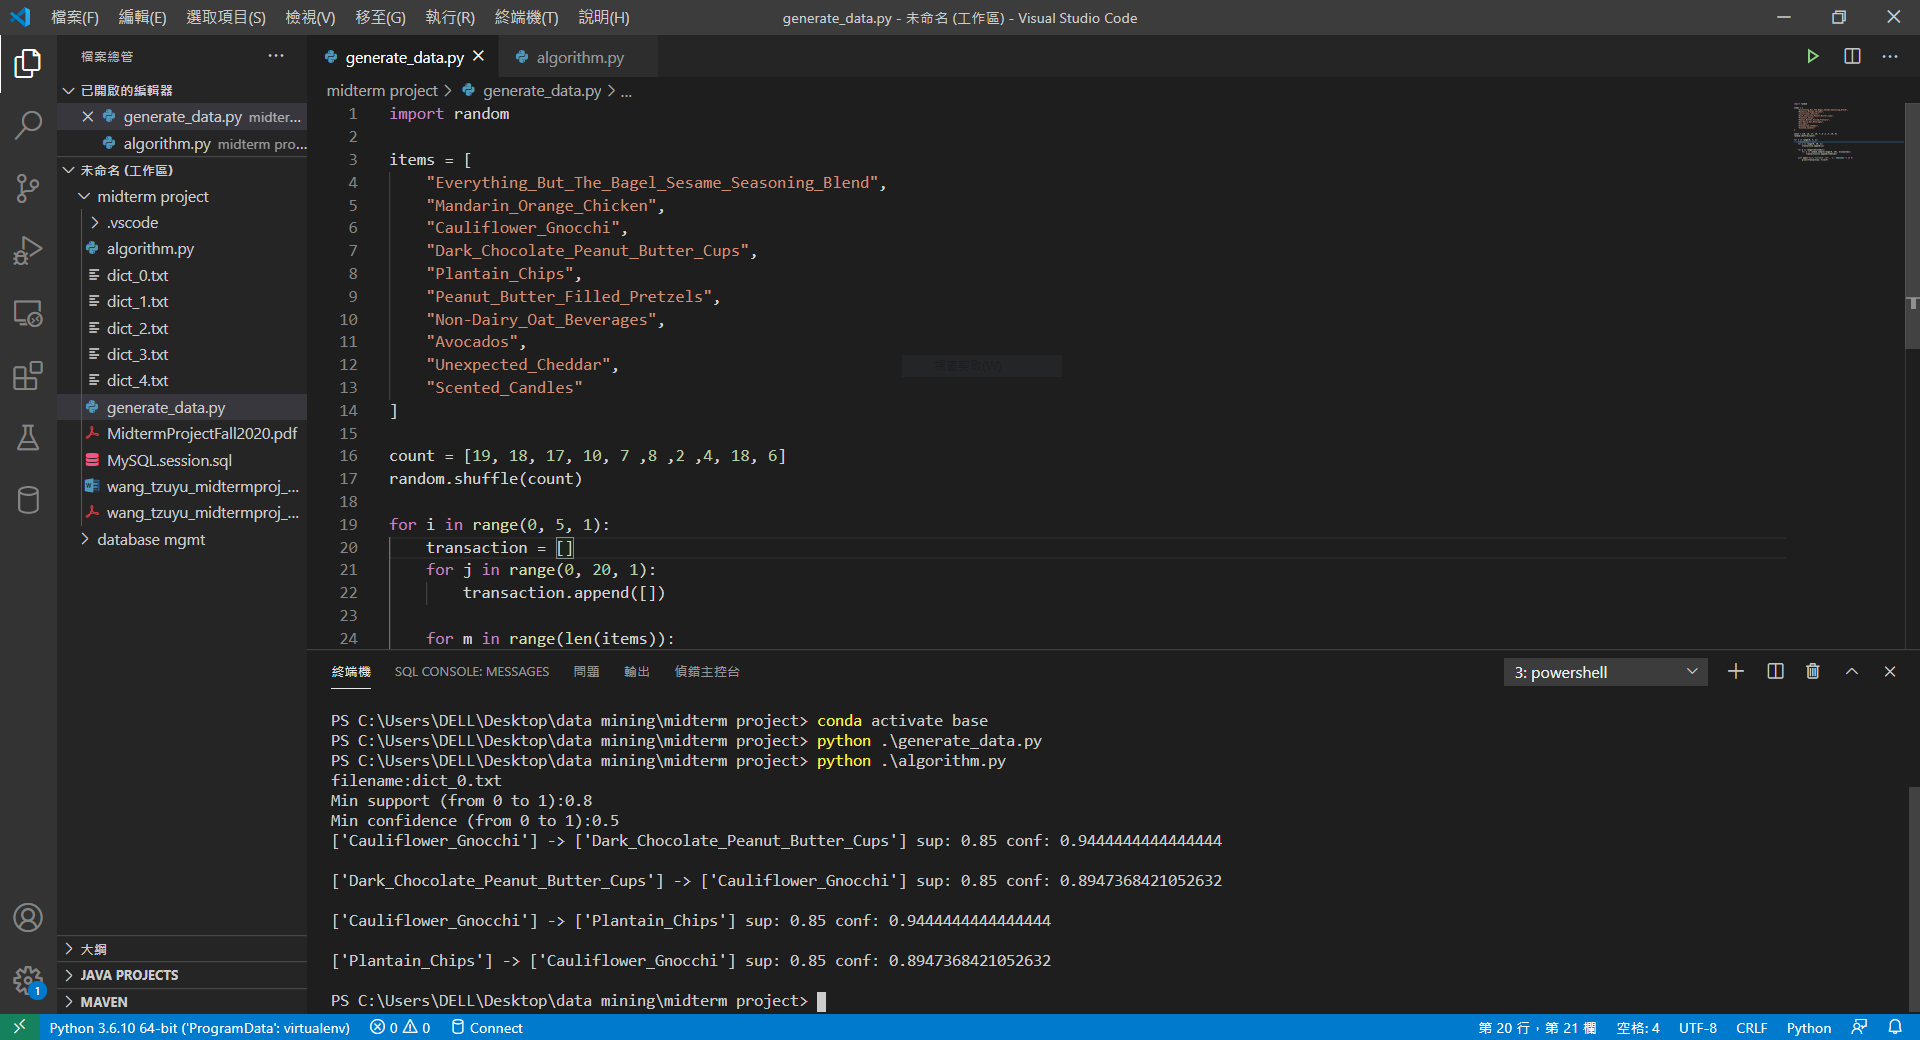 檔案(F) 編輯(E) 選取項目(S) 檢視(V) 移至(G) 執行(R) 終端機(T) 說明(H)
generate_data.py - 未命名 (工作區) - Visual Studio Code
檔案總管
已開啟的編輯器
generate_data.py midter...
algorithm.py midterm pro...
未命名 (工作區)
midterm project
.vscode
algorithm.py
dict_0.txt
dict_1.txt
dict_2.txt
dict_3.txt
dict_4.txt
generate_data.py
MidtermProjectFall2020.pdf
MySQL.session.sql
wang_tzuyu_midtermproj_...
wang_tzuyu_midtermproj_...
database mgmt
大綱
JAVA PROJECTS
MAVEN
1
generate_data.py algorithm.py
midterm project > generate_data.py > ...
1 import random
2
3 items = [
4 "Everything_But_The_Bagel_Sesame_Seasoning_Blend",
5 "Mandarin_Orange_Chicken",
6 "Cauliflower_Gnocchi",
7 "Dark_Chocolate_Peanut_Butter_Cups",
8 "Plantain_Chips",
9 "Peanut_Butter_Filled_Pretzels",
10 "Non-Dairy_Oat_Beverages",
11 "Avocados",
12 "Unexpected_Cheddar",
13 "Scented_Candles"
14 ]
15
16 count = [19, 18, 17, 10, 7 ,8 ,2 ,4, 18, 6]
17 random.shuffle(count)
18
19 for i in range(0, 5, 1):
20 transaction = []
21 for j in range(0, 20, 1):
22 transaction.append([])
23
24 for m in range(len(items)):
終端機 SQL CONSOLE: MESSAGES 問題 輸出 偵錯主控台
3: powershell
PS C:\Users\DELL\Desktop\data mining\midterm project> conda activate base
PS C:\Users\DELL\Desktop\data mining\midterm project> python .\generate_data.py
PS C:\Users\DELL\Desktop\data mining\midterm project> python .\algorithm.py
filename:dict_0.txt
Min support (from 0 to 1):0.8
Min confidence (from 0 to 1):0.5
['Cauliflower_Gnocchi'] -> ['Dark_Chocolate_Peanut_Butter_Cups'] sup: 0.85 conf: 0.9444444444444444
['Dark_Chocolate_Peanut_Butter_Cups'] -> ['Cauliflower_Gnocchi'] sup: 0.85 conf: 0.8947368421052632
['Cauliflower_Gnocchi'] -> ['Plantain_Chips'] sup: 0.85 conf: 0.9444444444444444
['Plantain_Chips'] -> ['Cauliflower_Gnocchi'] sup: 0.85 conf: 0.8947368421052632
PS C:\Users\DELL\Desktop\data mining\midterm project>
Python 3.6.10 64-bit ('ProgramData': virtualenv) 0 0 Connect
第 20 行，第 21 欄 空格: 4 UTF-8 CRLF Python